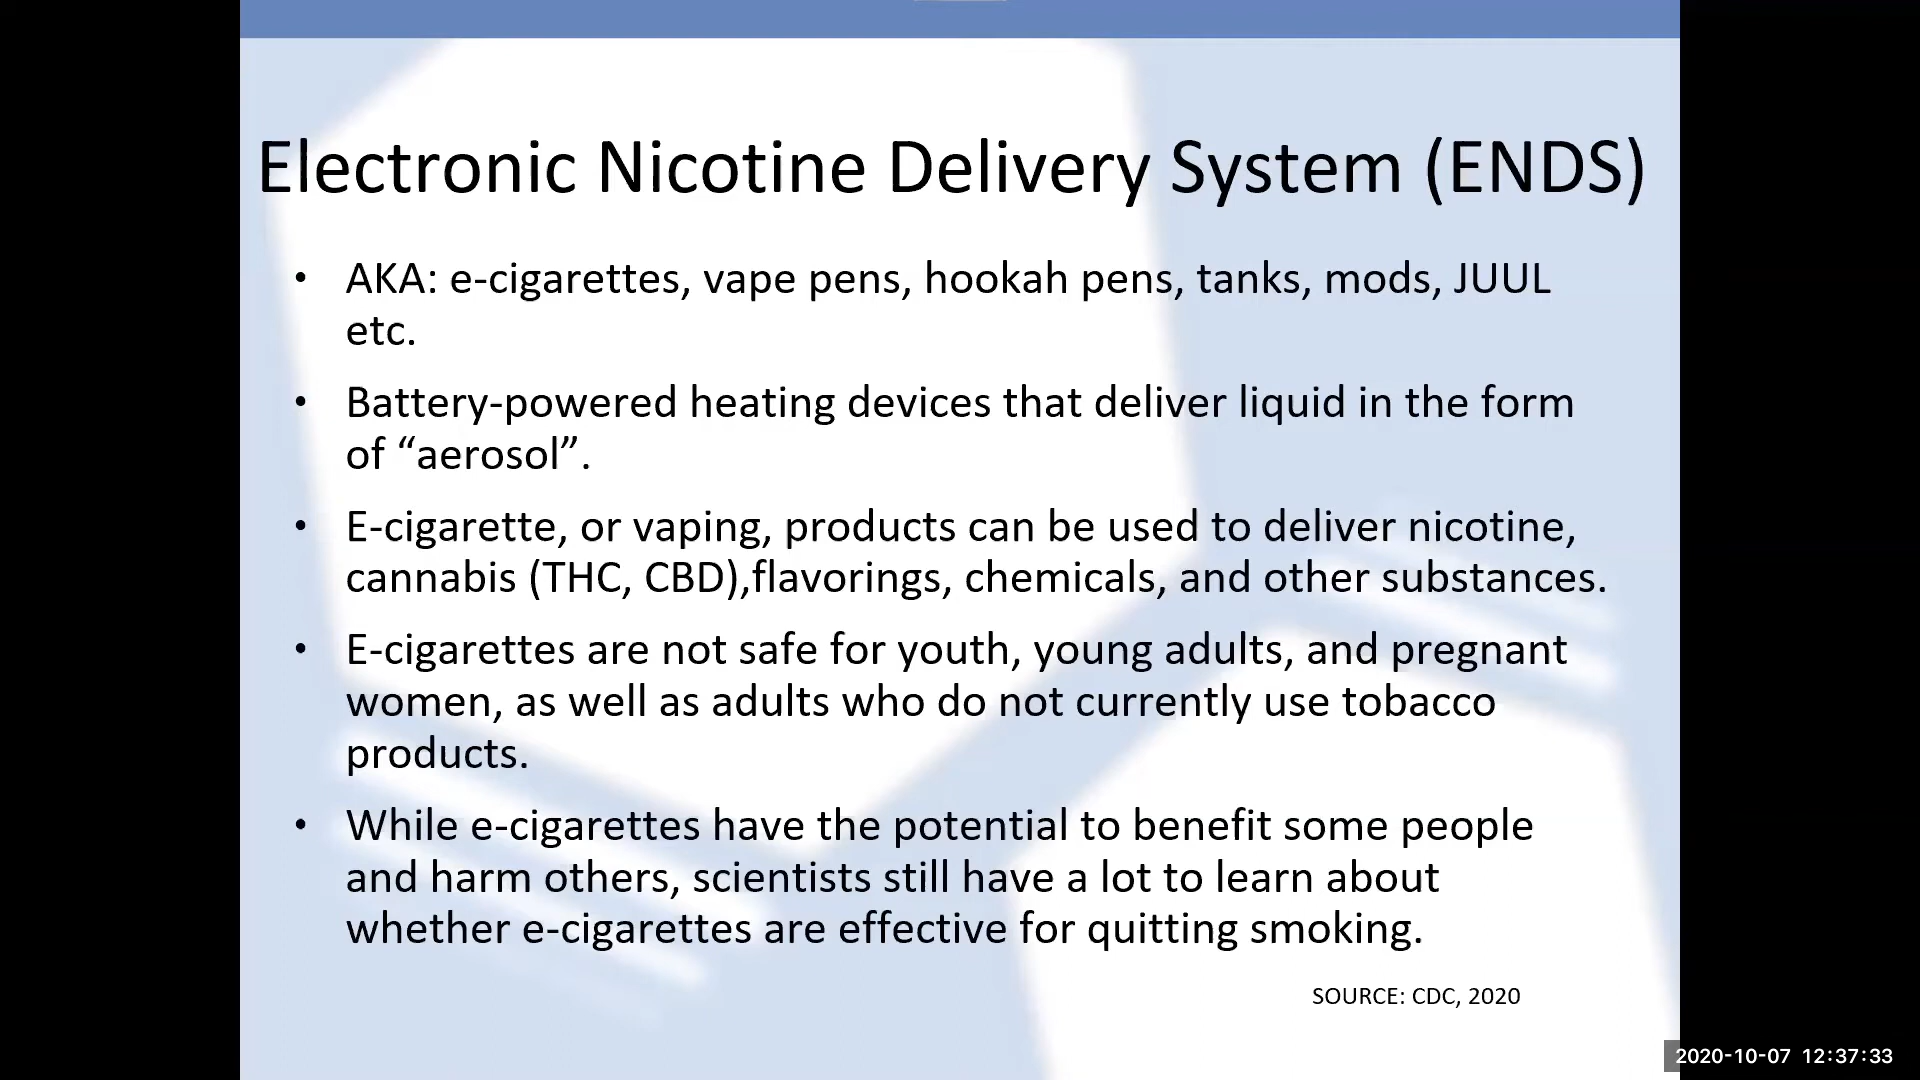 Electronic Nicotine Delivery System (ENDS)
• AKA: e-cigarettes, vape pens, hookah pens, tanks, mods, JUUL
etc.
• Battery-powered heating devices that deliver liquid in the form
of “aerosol”.
• E-cigarette, or vaping, products can be used to deliver nicotine,
cannabis (THC, CBD),flavorings, chemicals, and other substances.
• E-cigarettes are not safe for youth, young adults, and pregnant
women, as well as adults who do not currently use tobacco
products.
• While e-cigarettes have the potential to benefit some people
and harm others, scientists still have a lot to learn about
whether e-cigarettes are effective for quitting smoking.
SOURCE: CDC, 2020
2020-10-07 12:37:33